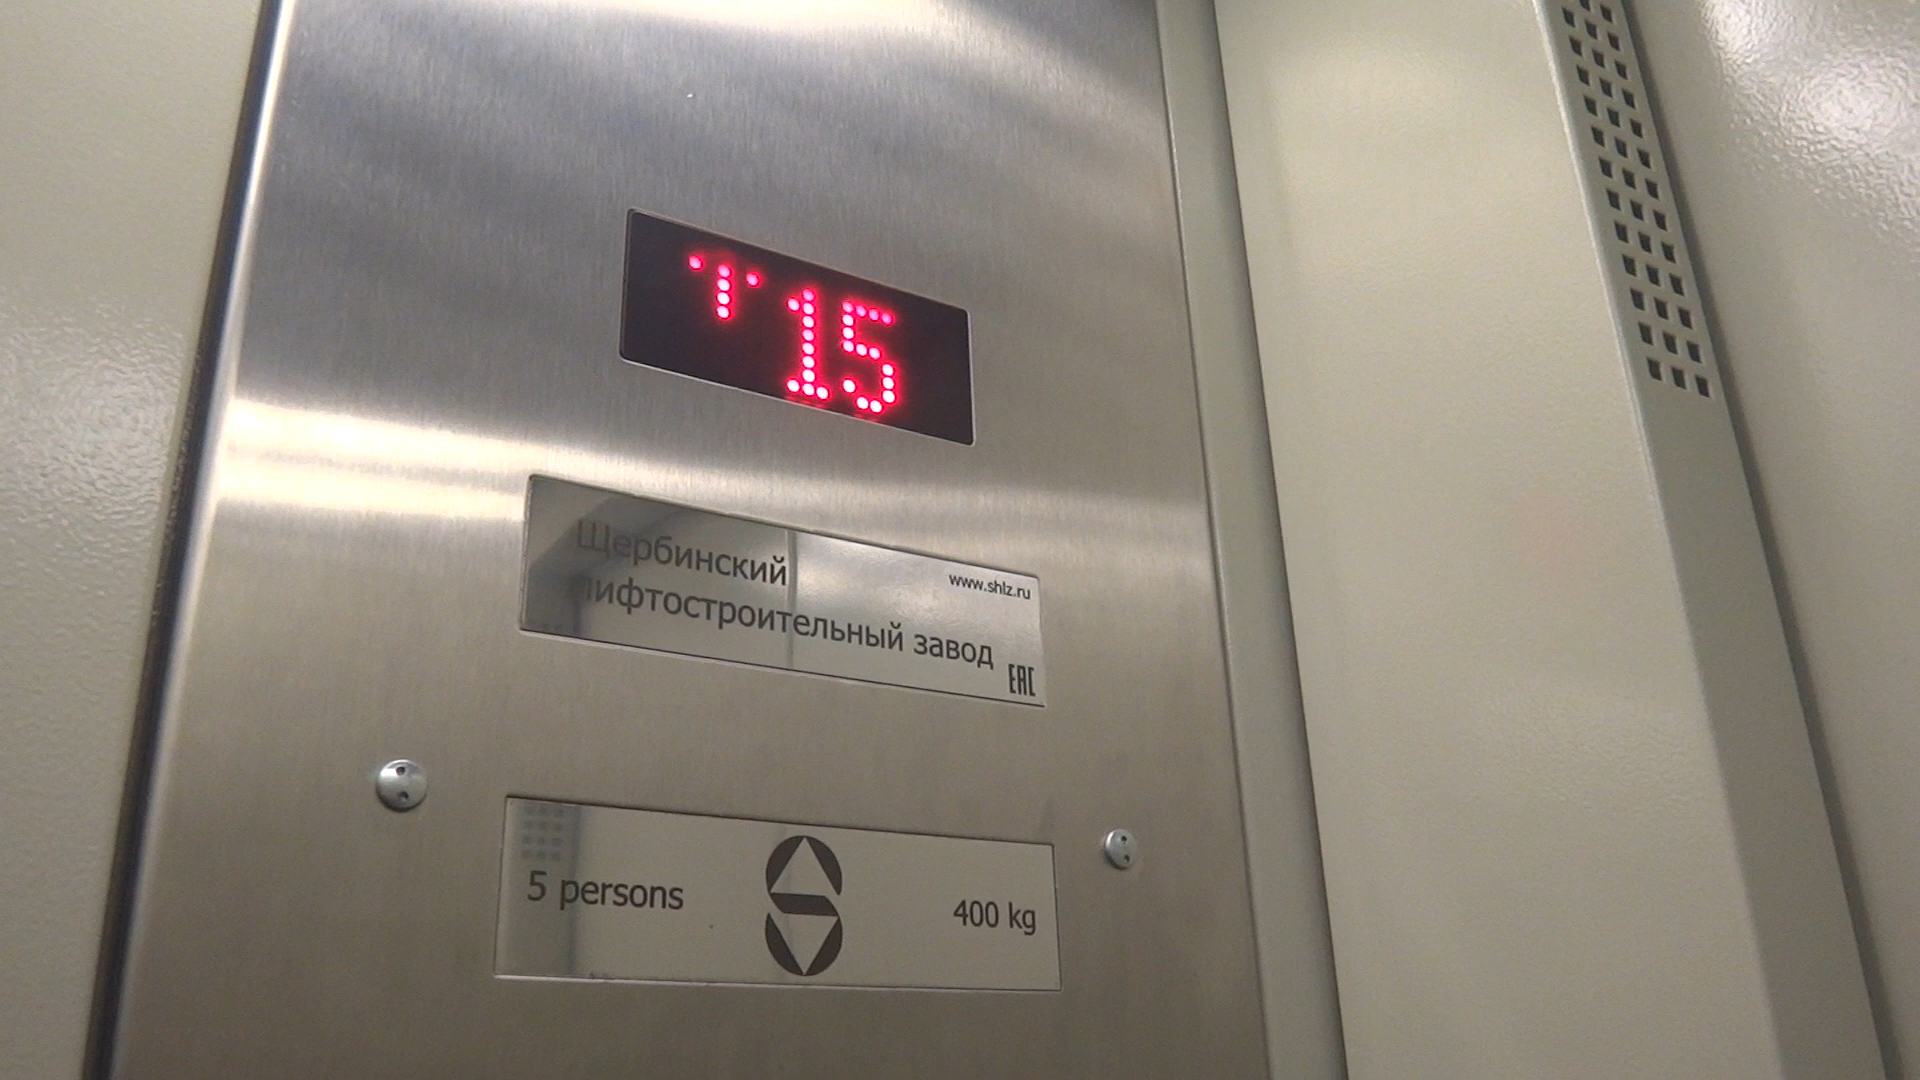 15
Щербинский
лифтостроительный завод
www.shlz.ru
EAC
5 persons
400 kg